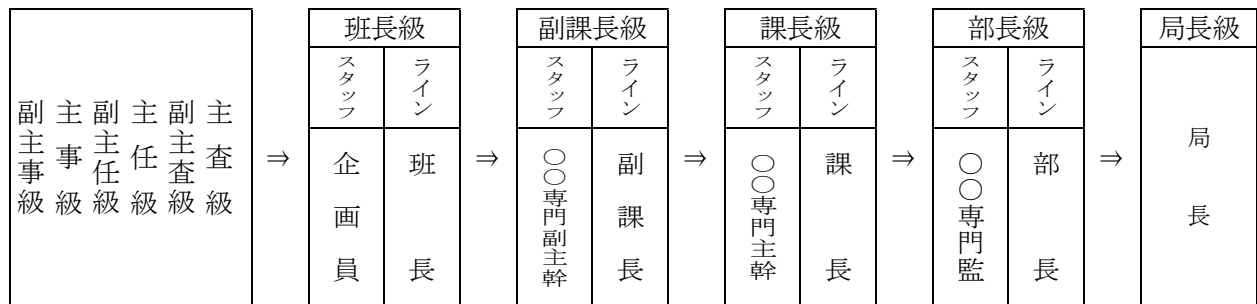 主査級
副主査級
主任級
副主任級
主事級
副主事級
⇒
班長級
ライン
スタッフ
班長
企画員
⇒
副課長級
ライン
スタッフ
副課長
○○専門副主幹
⇒
課長級
ライン
スタッフ
課長
○○専門主幹
⇒
部長級
ライン
スタッフ
部長
○○専門監
⇒
局長級
局長